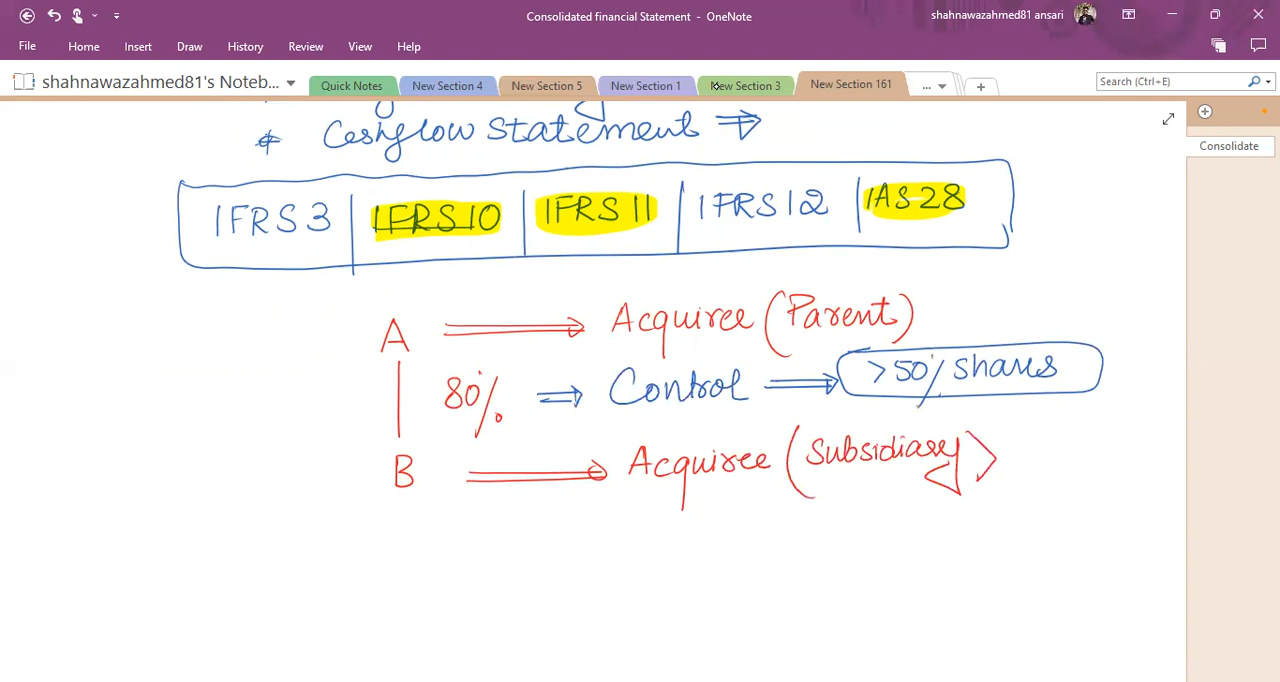 Consolidated financial Statement - OneNote
shahnawazahmed81 ansari
File Home Insert Draw History Review View Help
shahnawazahmed81's Noteb... Quick Notes New Section 4 New Section 5 New Section 1 New Section 3 New Section 161 ... Search (Ctrl+E)
Consolidate
* Cashflow Statement ⇒
IFRS 3 IFRS 10 IFRS 11 IFRS 12 IAS 28
A ⇒ Acquiree (Parent)
80% ⇒ Control ⇒ >50% shares
B ⇒ Acquiree (Subsidiary)